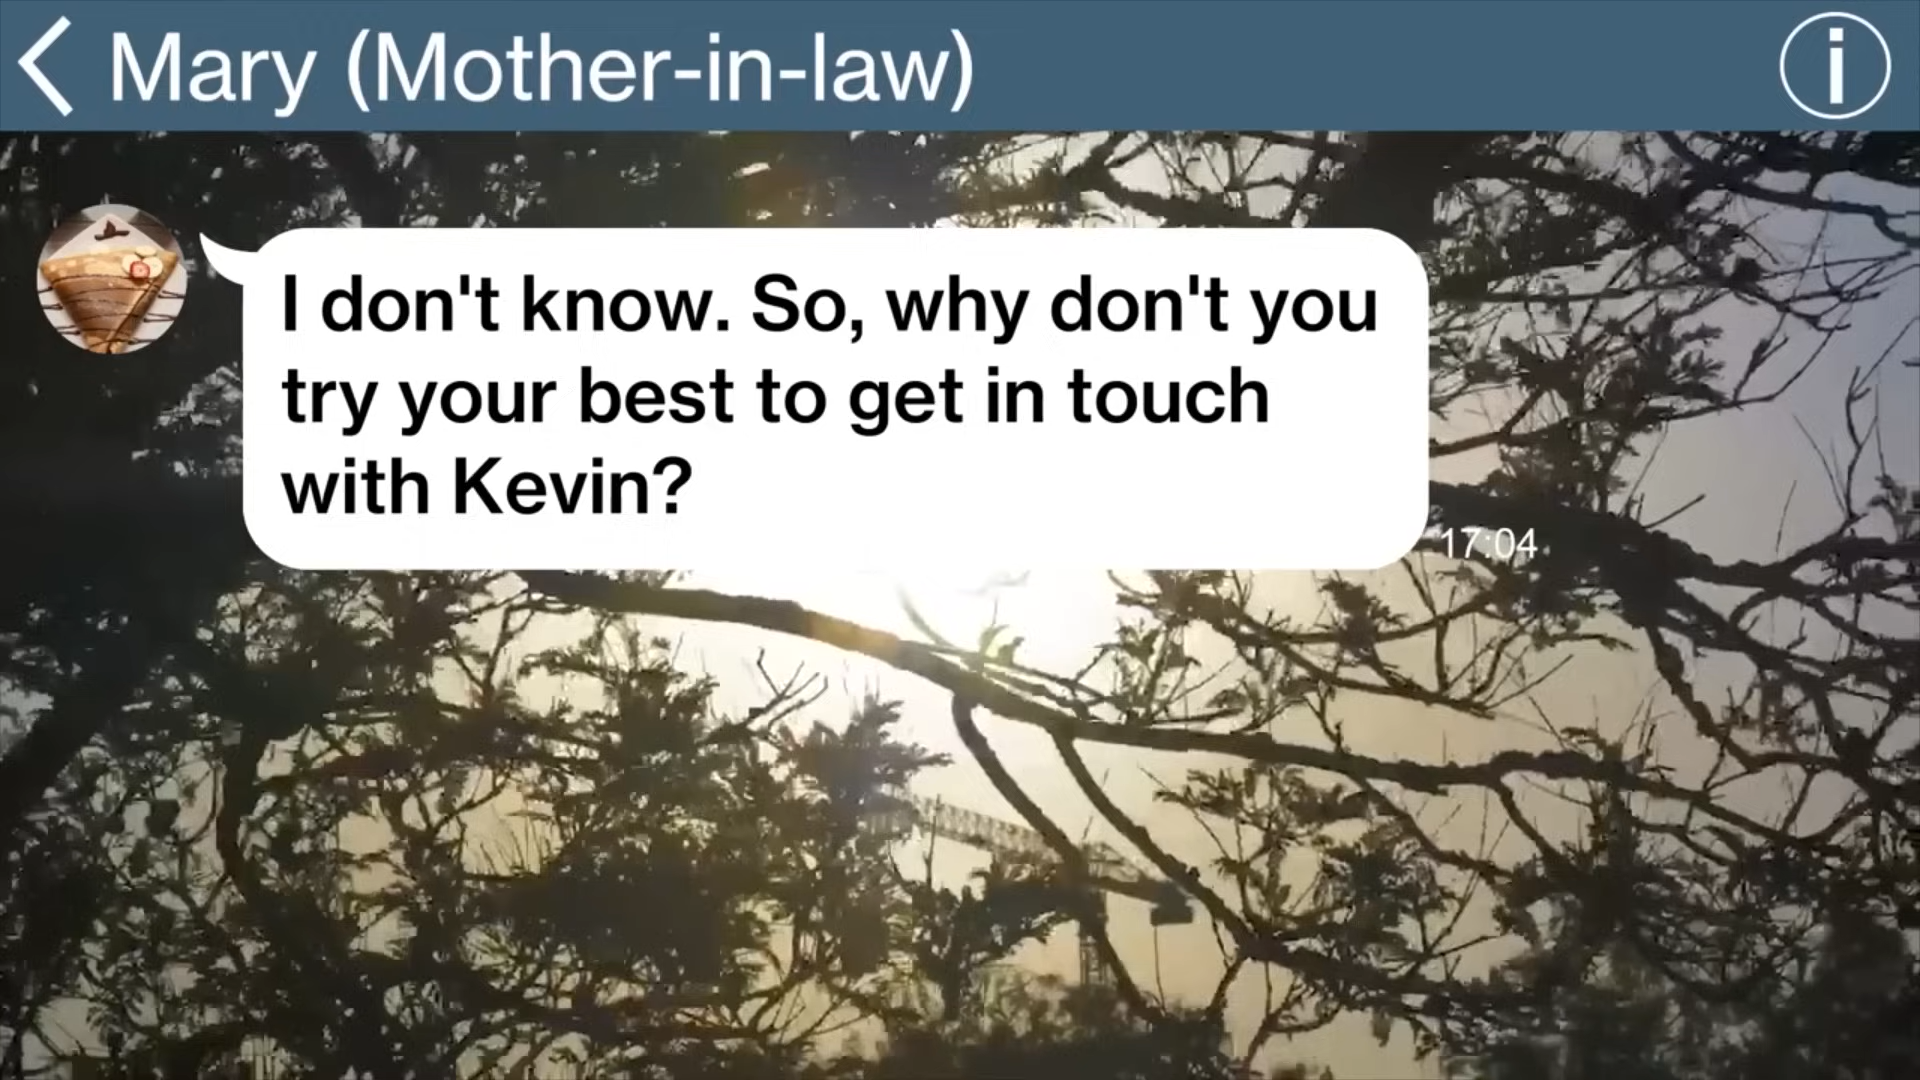 Mary (Mother-in-law)
I don't know. So, why don't you
try your best to get in touch
with Kevin?
17:04